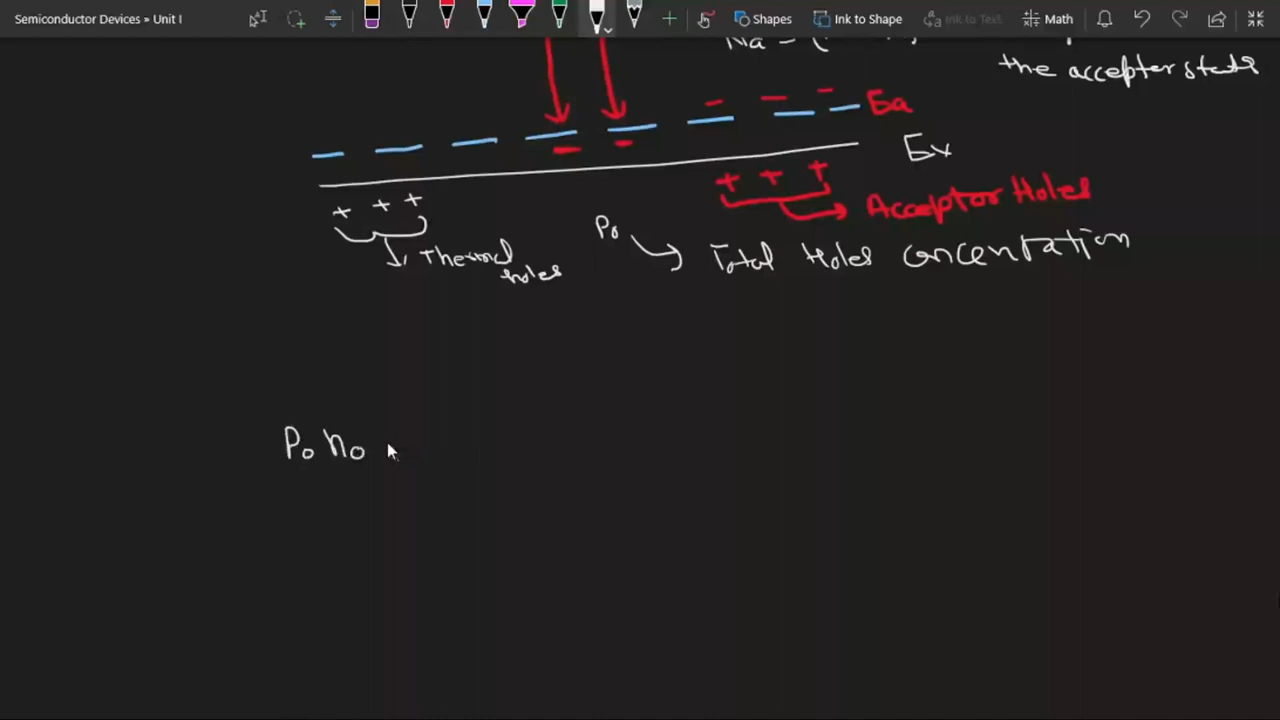 Semiconductor Devices » Unit I
Shapes
Ink to Shape
Ink to Text
Math
Na = (
the accepter state
Ea
Ev
Acceptor Holes
Thermal holes
Po
Total Holes concentration
Po no